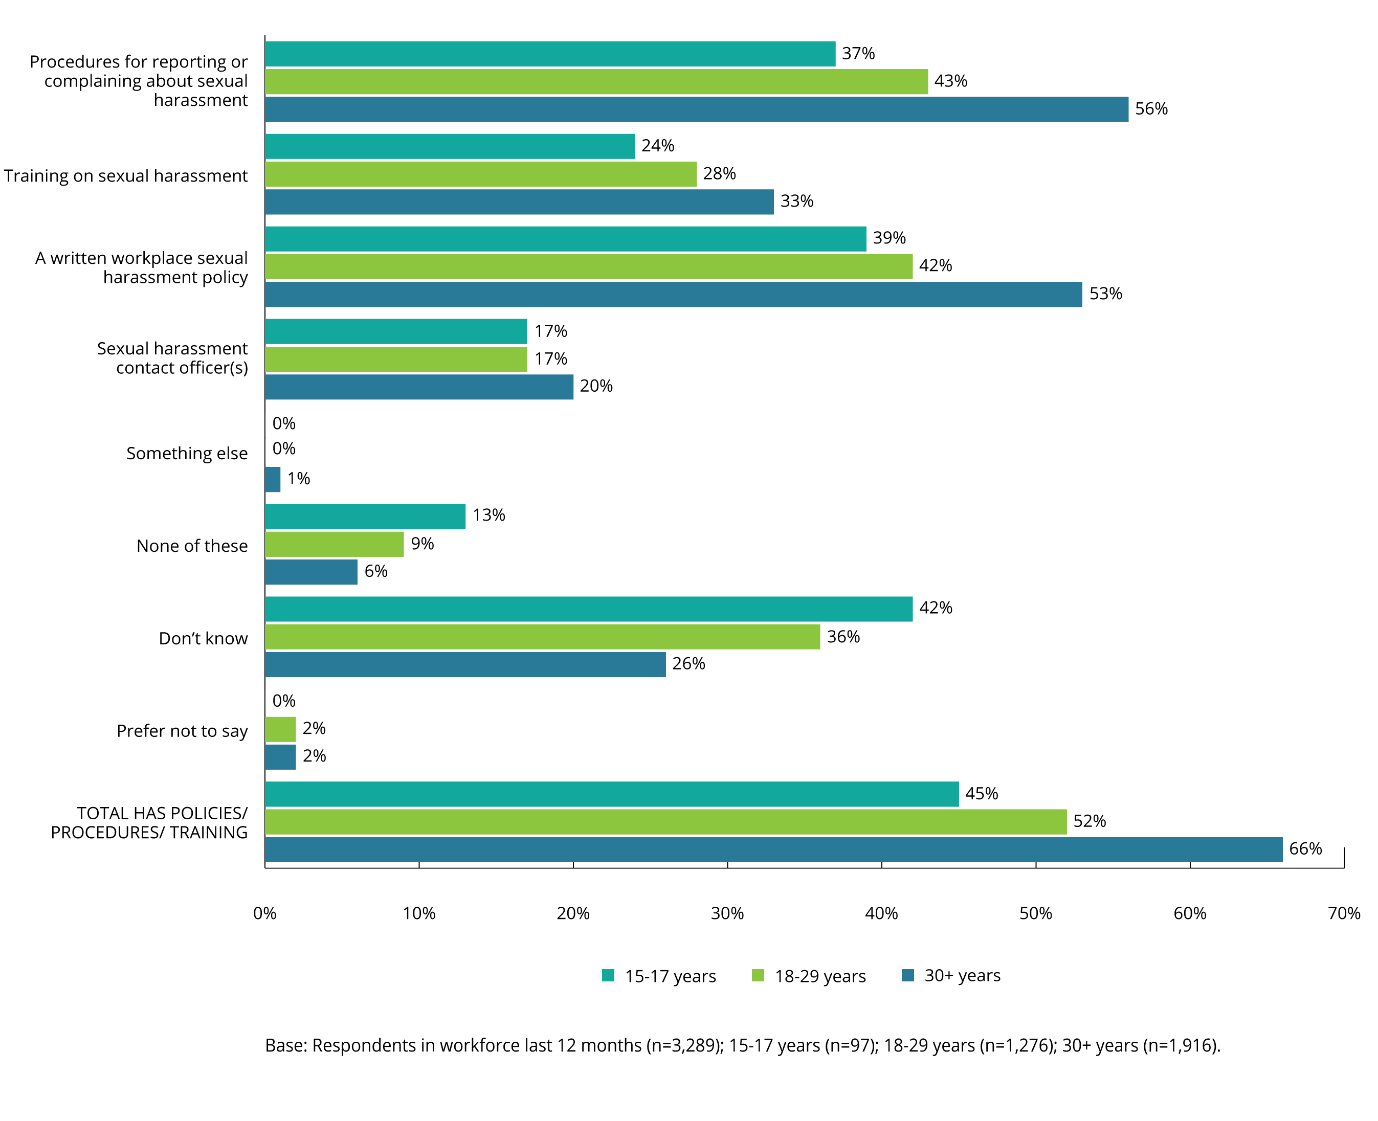 Procedures for reporting or
complaining about sexual
harassment
37%
43%
56%
Training on sexual harassment
24%
28%
33%
A written workplace sexual
harassment policy
39%
42%
53%
Sexual harassment
contact officer(s)
17%
17%
20%
Something else
0%
0%
1%
None of these
13%
9%
6%
Don’t know
42%
36%
26%
Prefer not to say
0%
2%
2%
TOTAL HAS POLICIES/
PROCEDURES/ TRAINING
45%
52%
66%
0% 10% 20% 30% 40% 50% 60% 70%
15-17 years 18-29 years 30+ years
Base: Respondents in workforce last 12 months (n=3,289); 15-17 years (n=97); 18-29 years (n=1,276); 30+ years (n=1,916).